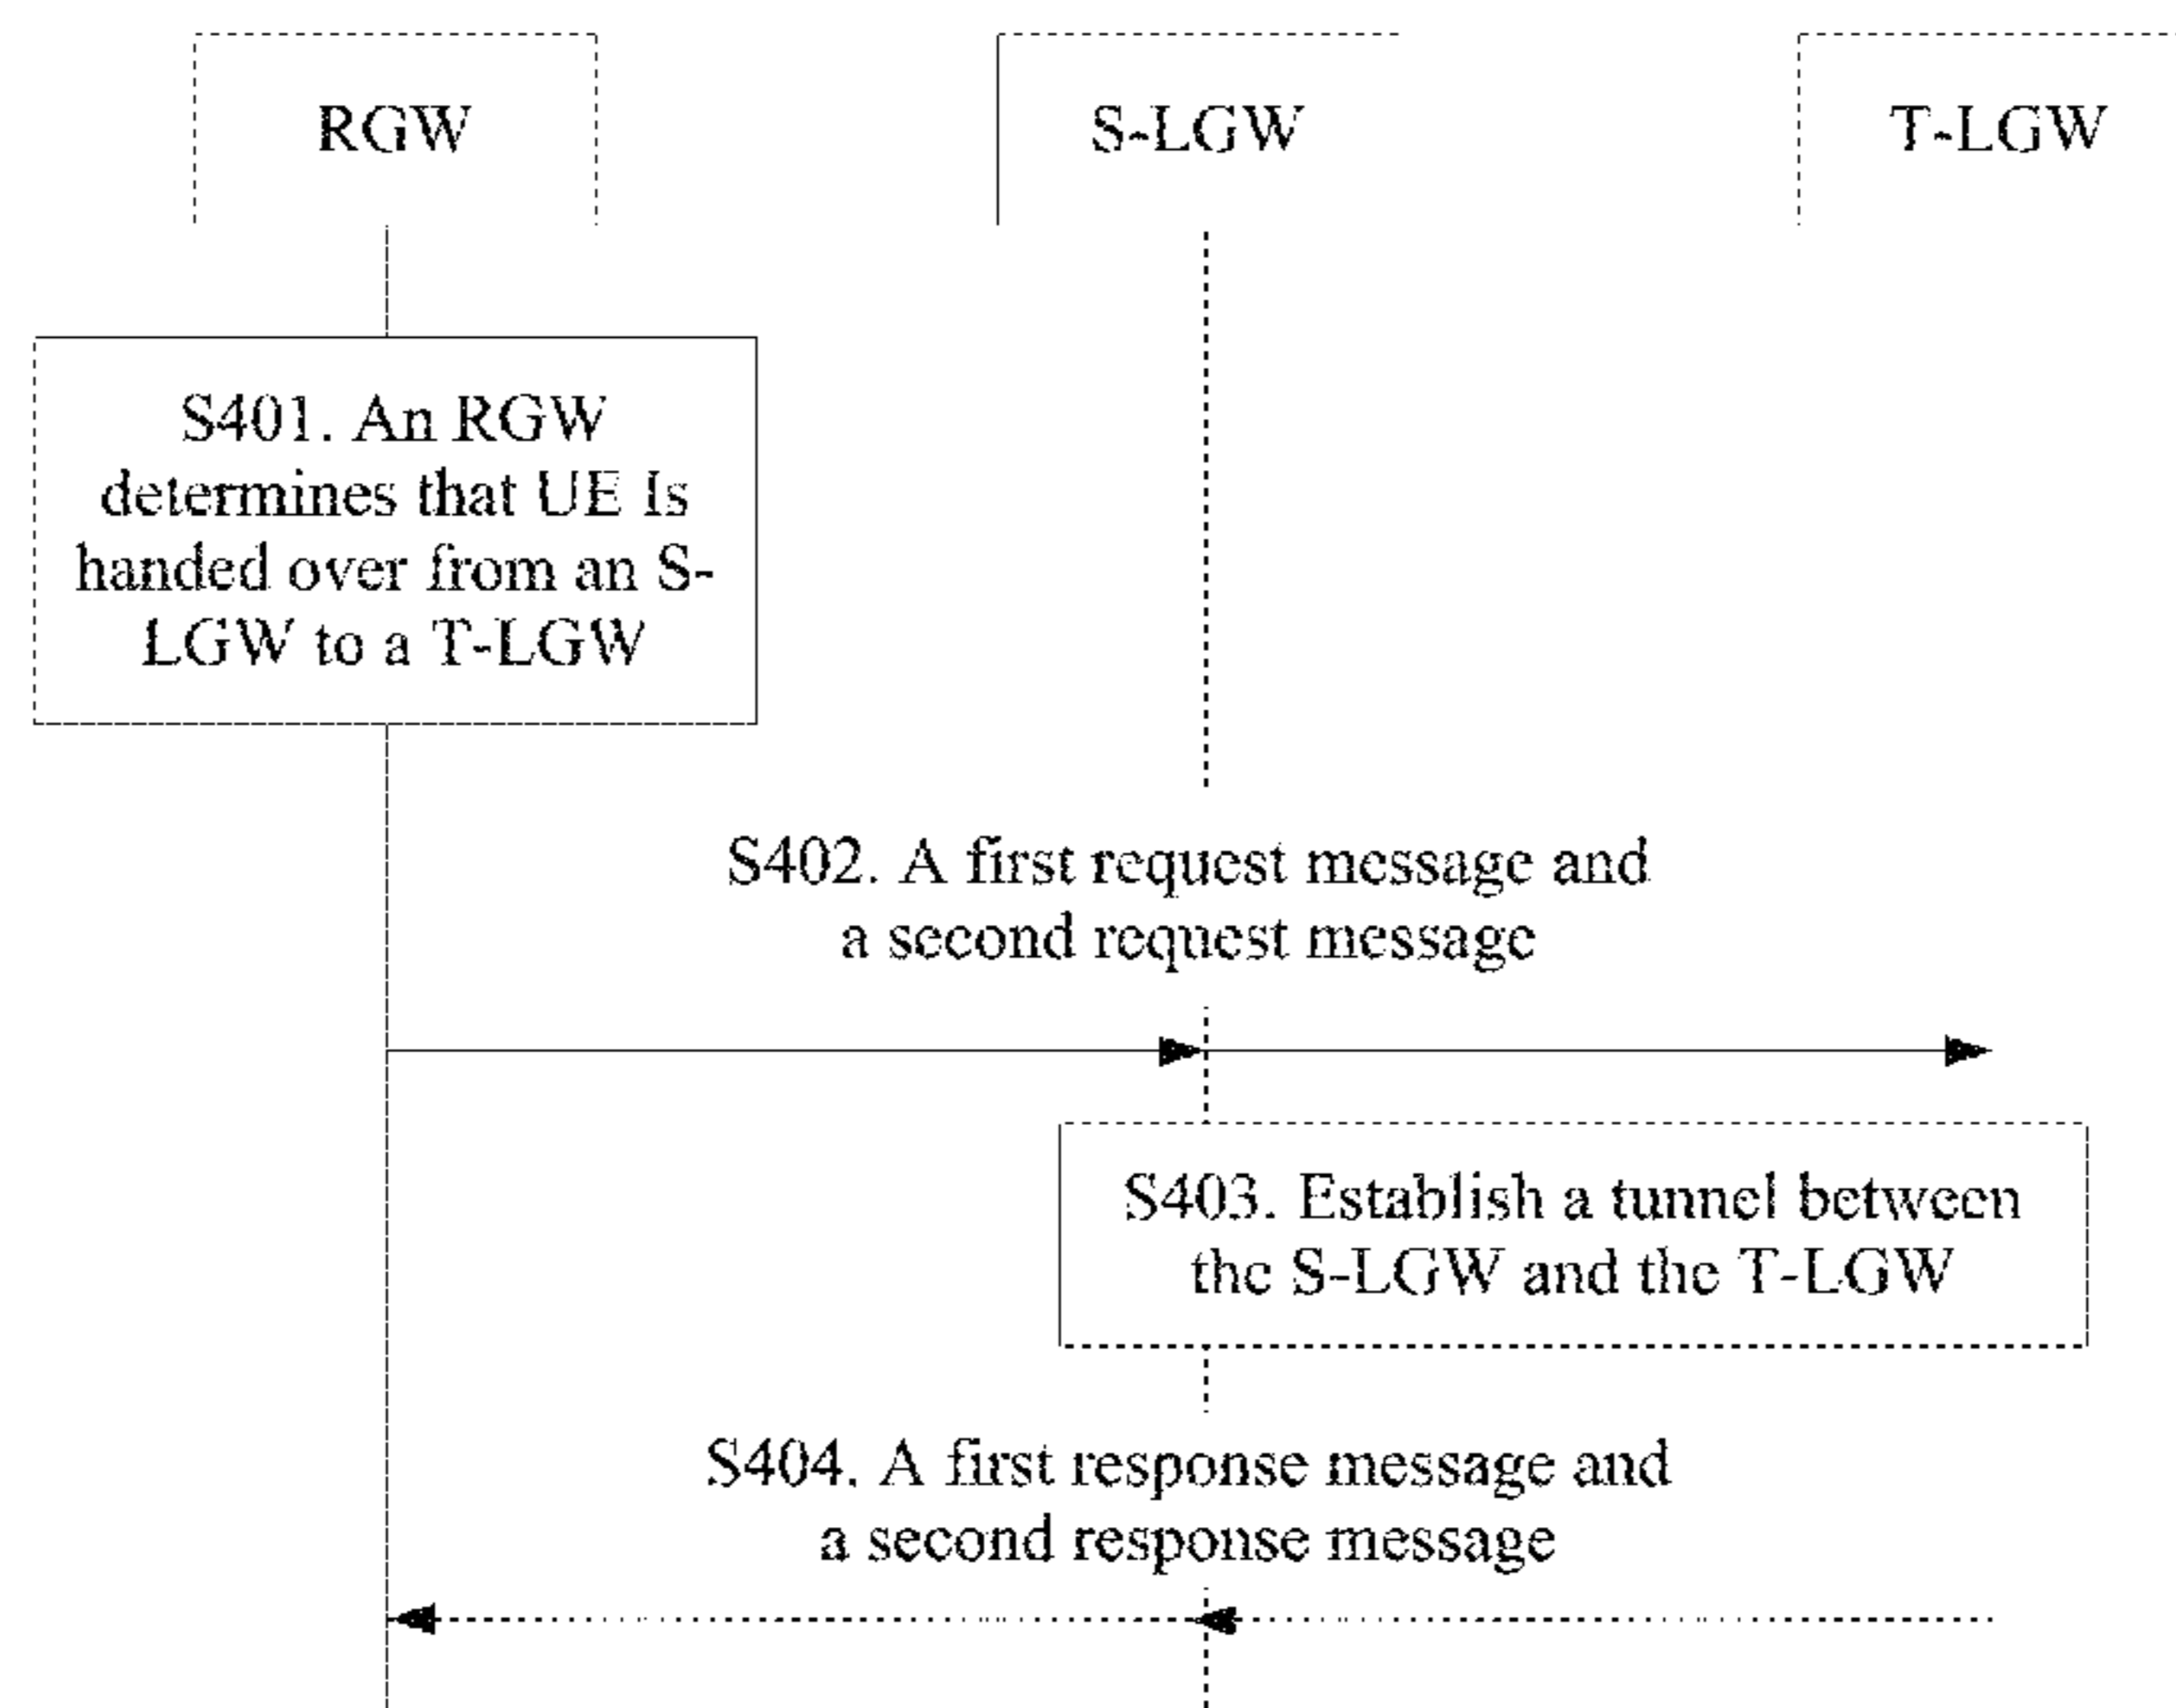 RGW
S-LGW
T-LGW
S401. An RGW
determines that UE Is
handed over from an S-
LGW to a T-LGW
S402. A first request message and
a second request message
S403. Establish a tunnel between
the S-LGW and the T-LGW
S404. A first response message and
a second response message